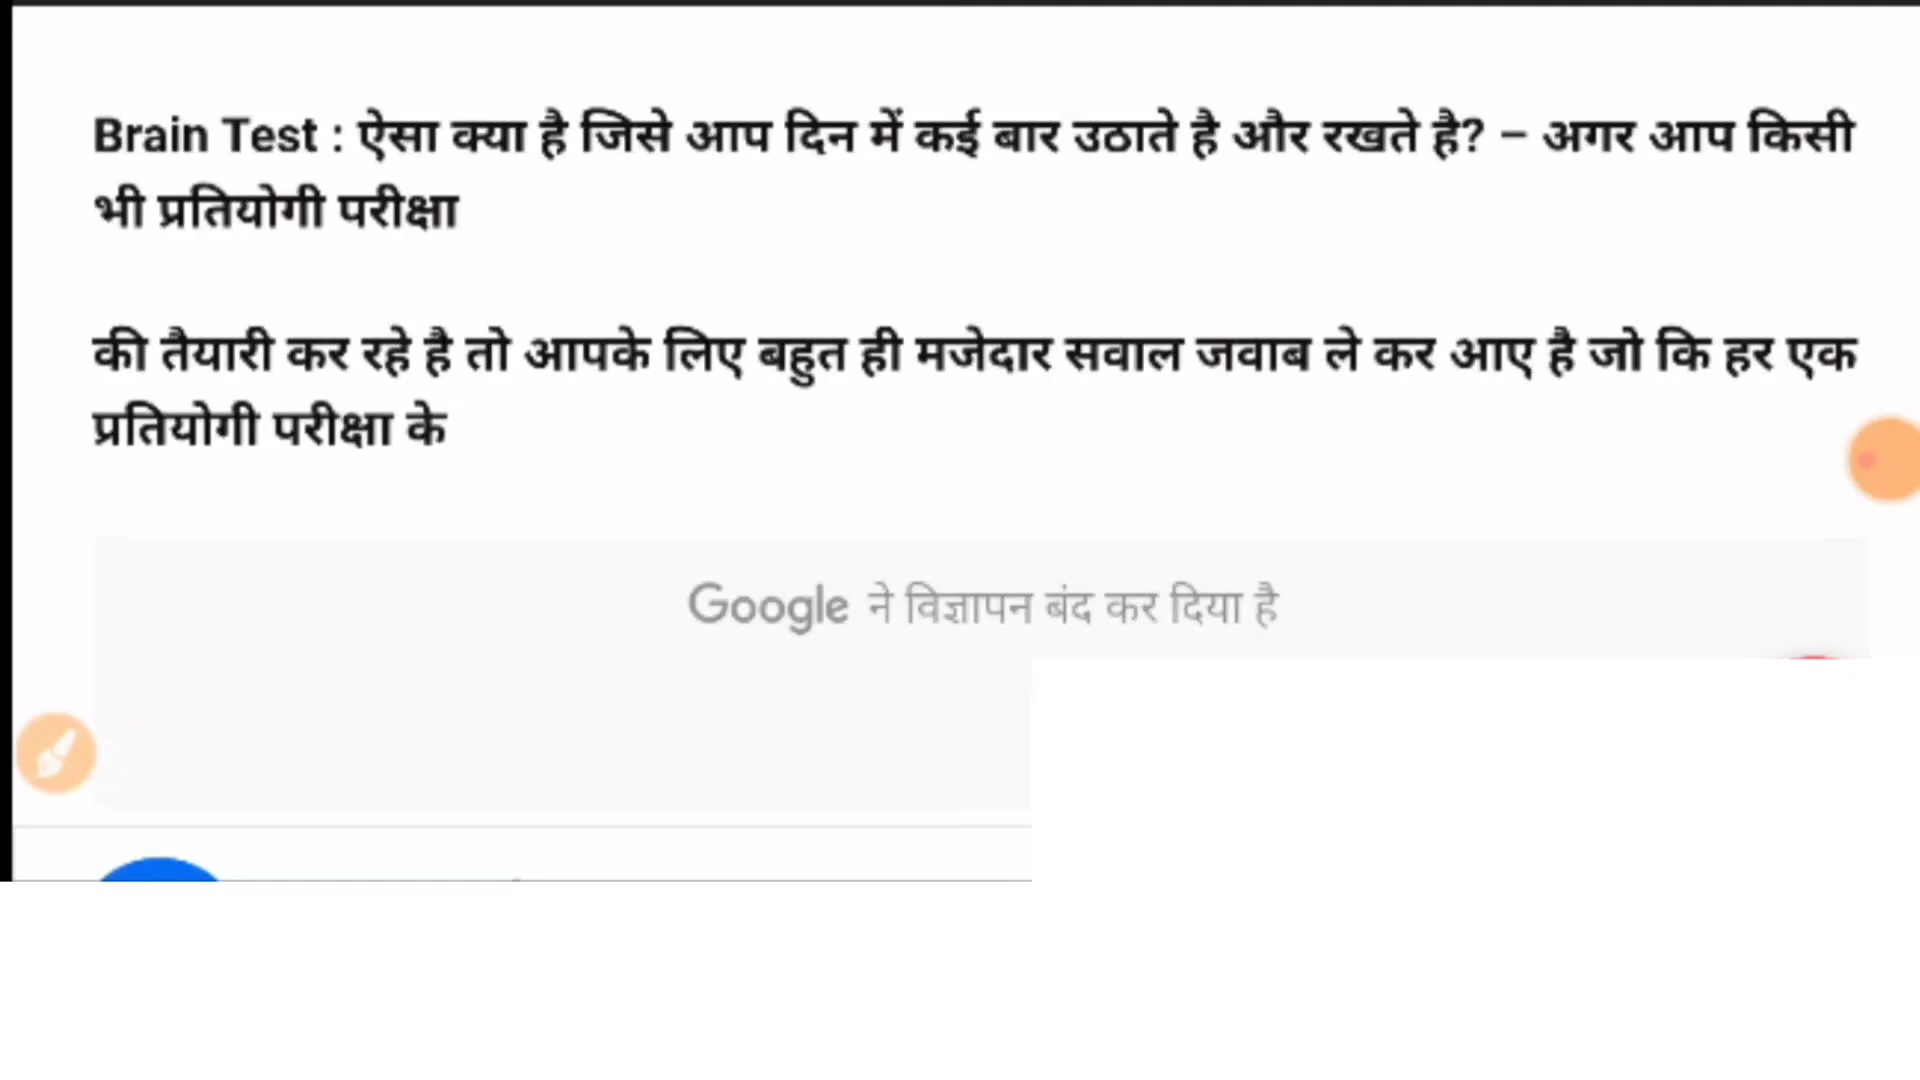 Brain Test : ऐसा क्या है जिसे आप दिन में कई बार उठाते है और रखते है? – अगर आप किसी
भी प्रतियोगी परीक्षा
की तैयारी कर रहे है तो आपके लिए बहुत ही मजेदार सवाल जवाब ले कर आए है जो कि हर एक
प्रतियोगी परीक्षा के
Google ने विज्ञापन बंद कर दिया है